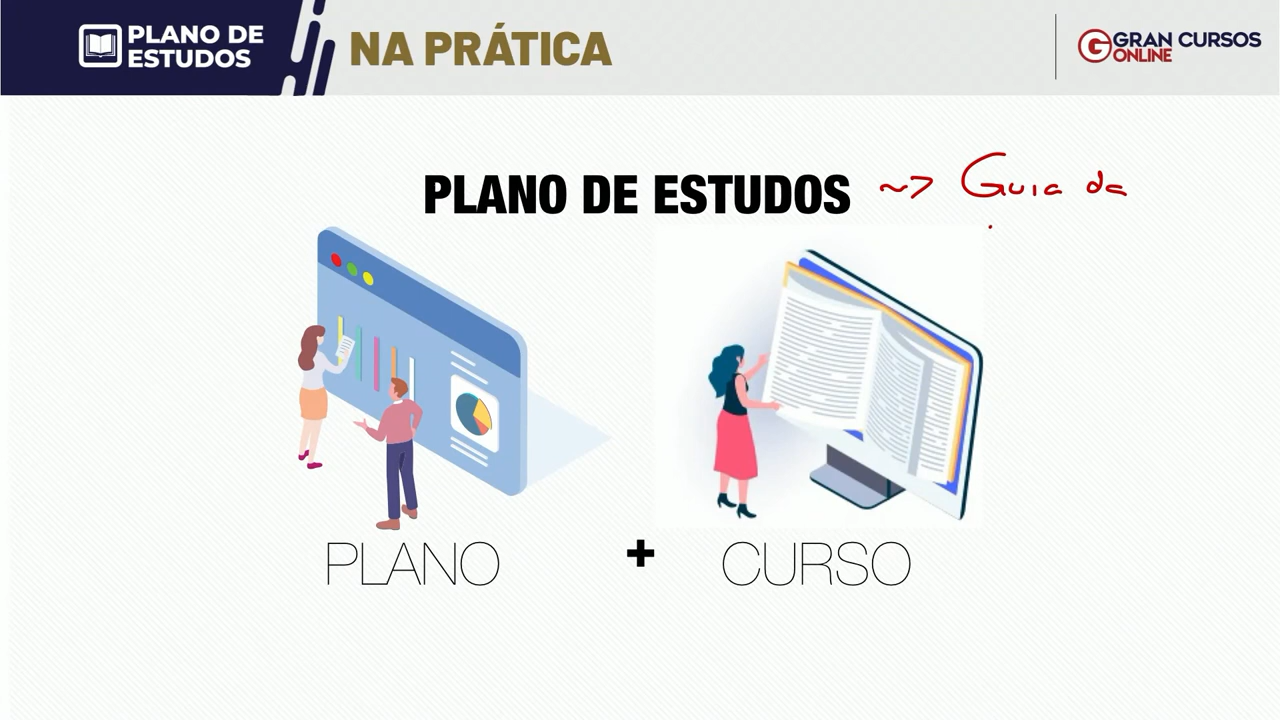 PLANO DE
ESTUDOS
NA PRÁTICA
GRAN CURSOS
ONLINE
PLANO DE ESTUDOS ~> Guia da
PLANO + CURSO